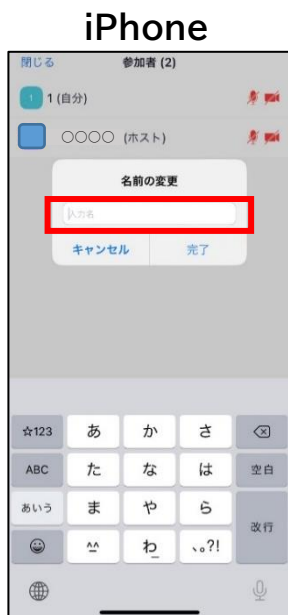 iPhone
閉じる 参加者 (2)
1 1 (自分)
○○○○ (ホスト)
名前の変更
入力名
キャンセル 完了
☆123 あ か さ
ABC た な は 空白
あいう ま や ら 改行
^^ わ 、。?!